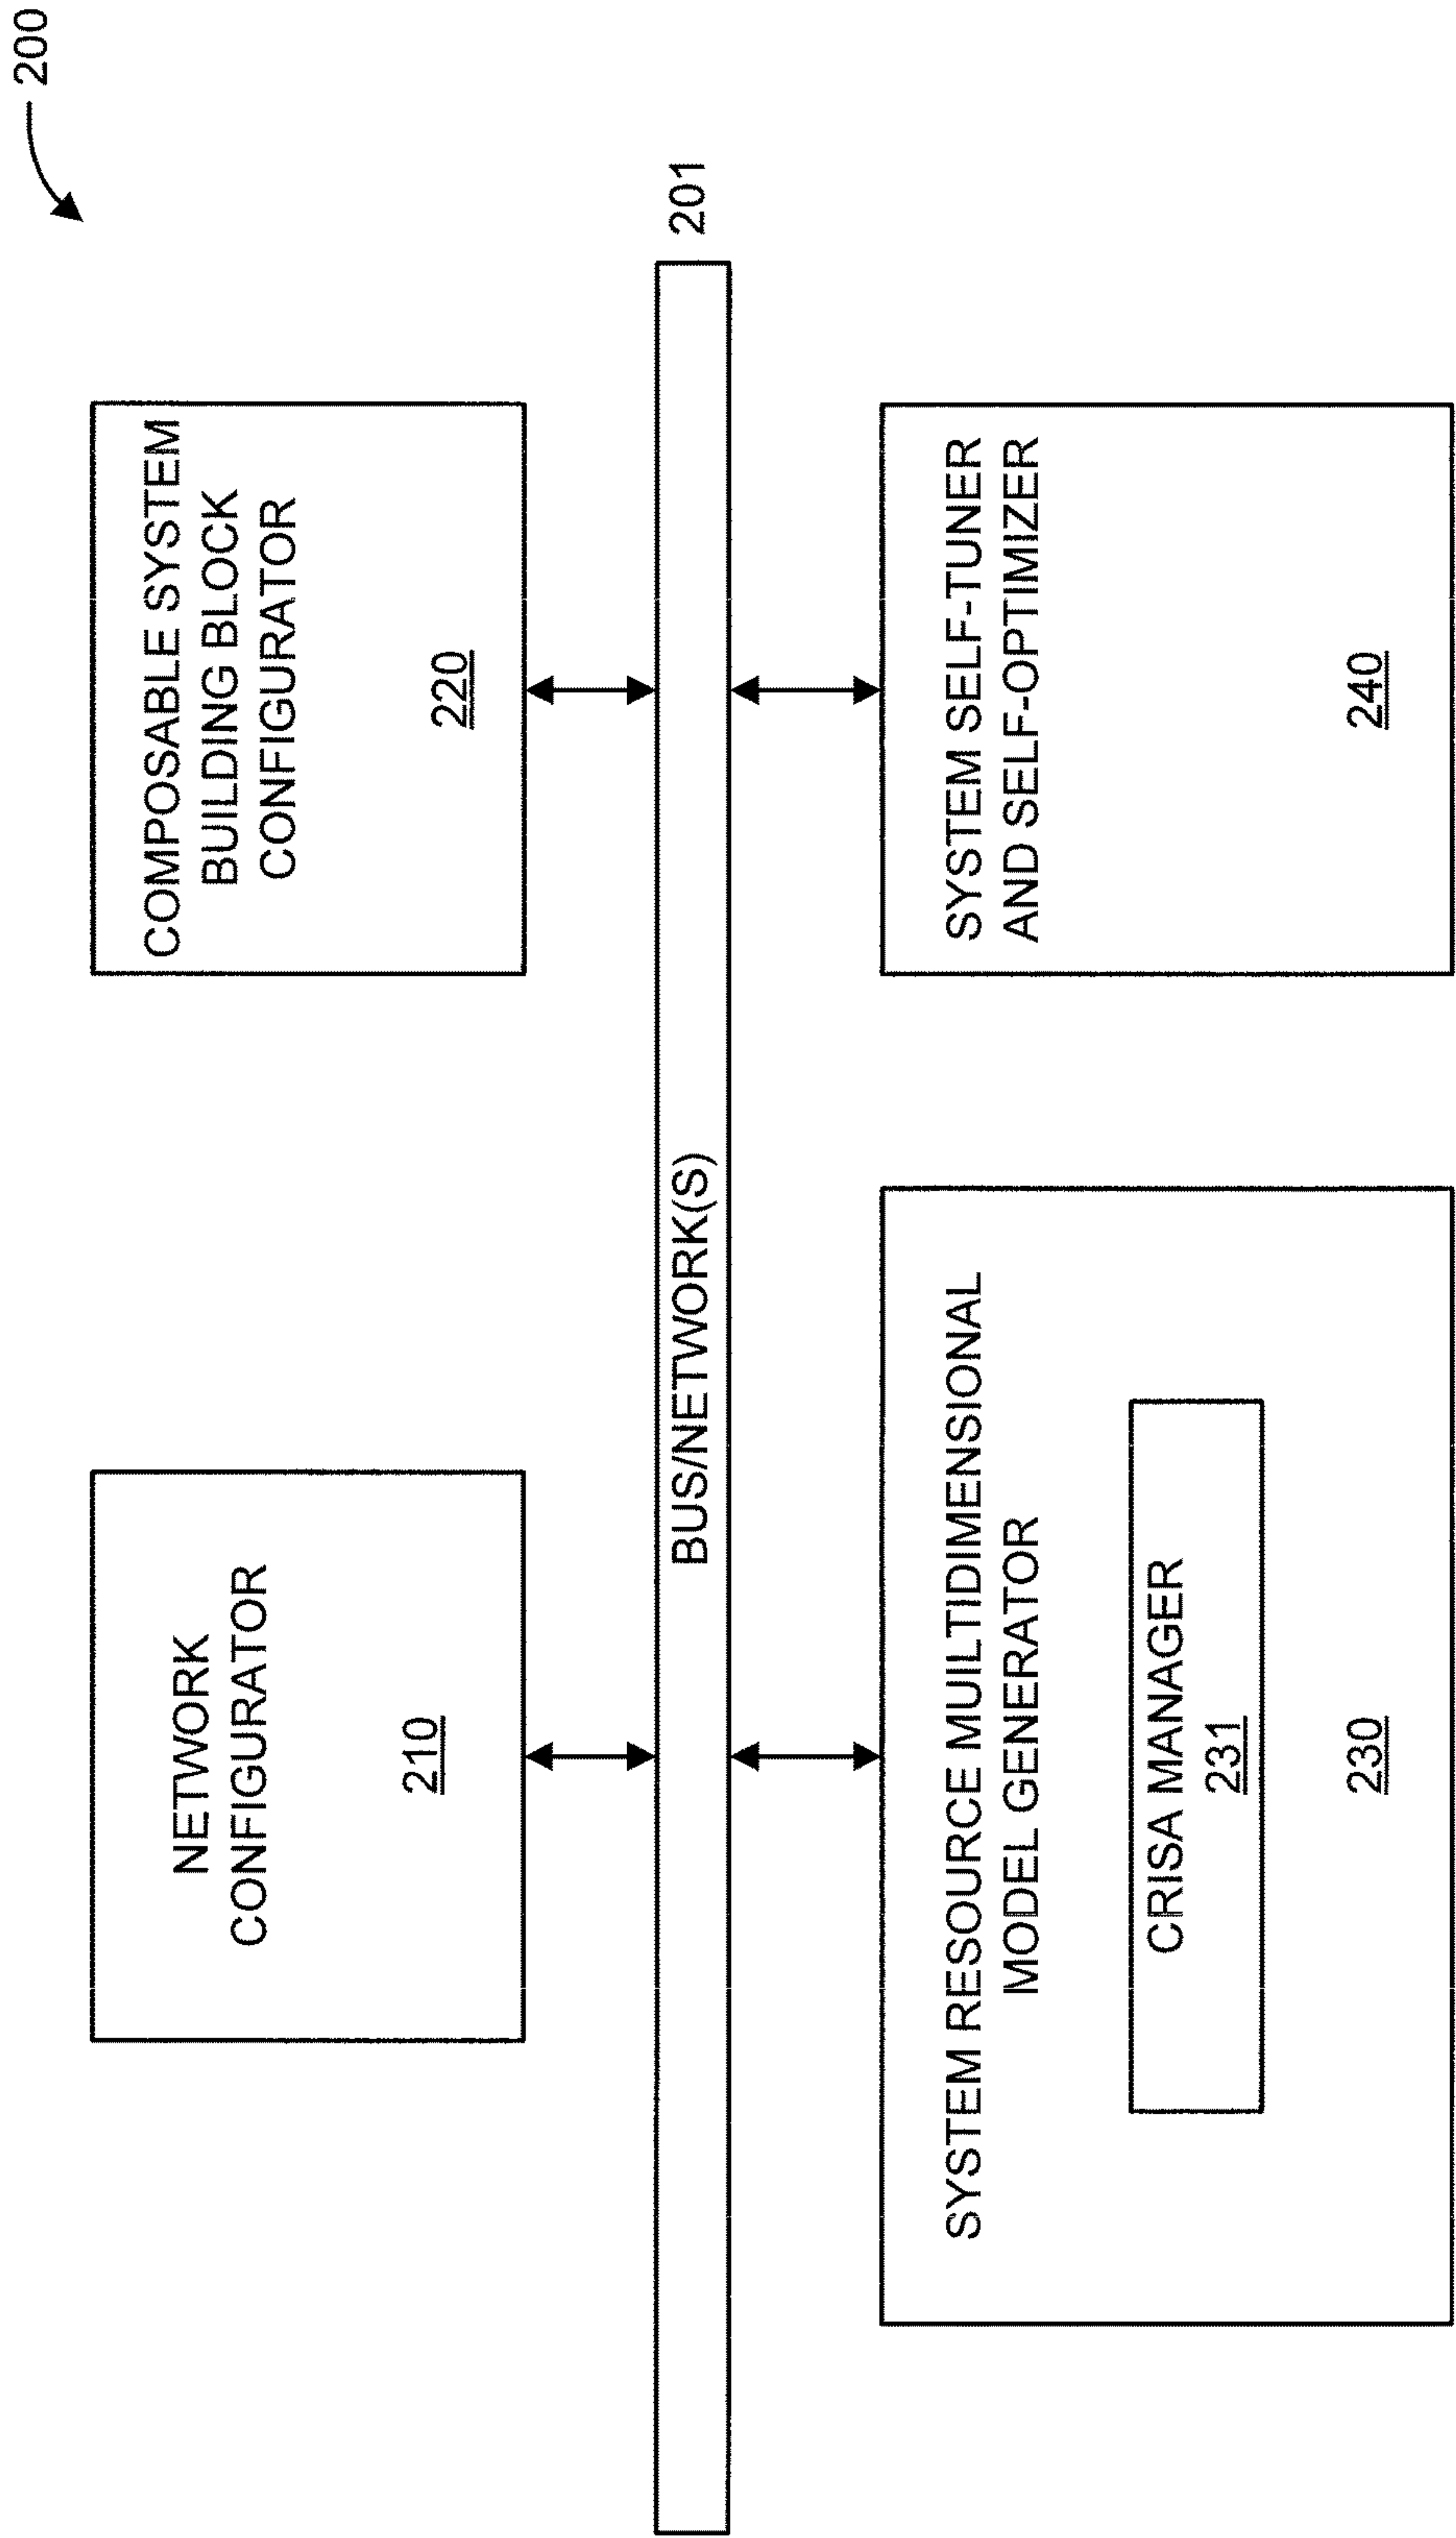 200
NETWORK
CONFIGURATOR
210
COMPOSABLE SYSTEM
BUILDING BLOCK
CONFIGURATOR
220
BUS/NETWORK(S)
201
SYSTEM RESOURCE MUILTDIMENSIONAL
MODEL GENERATOR
CRISA MANAGER
231
230
SYSTEM SELF-TUNER
AND SELF-OPTIMIZER
240